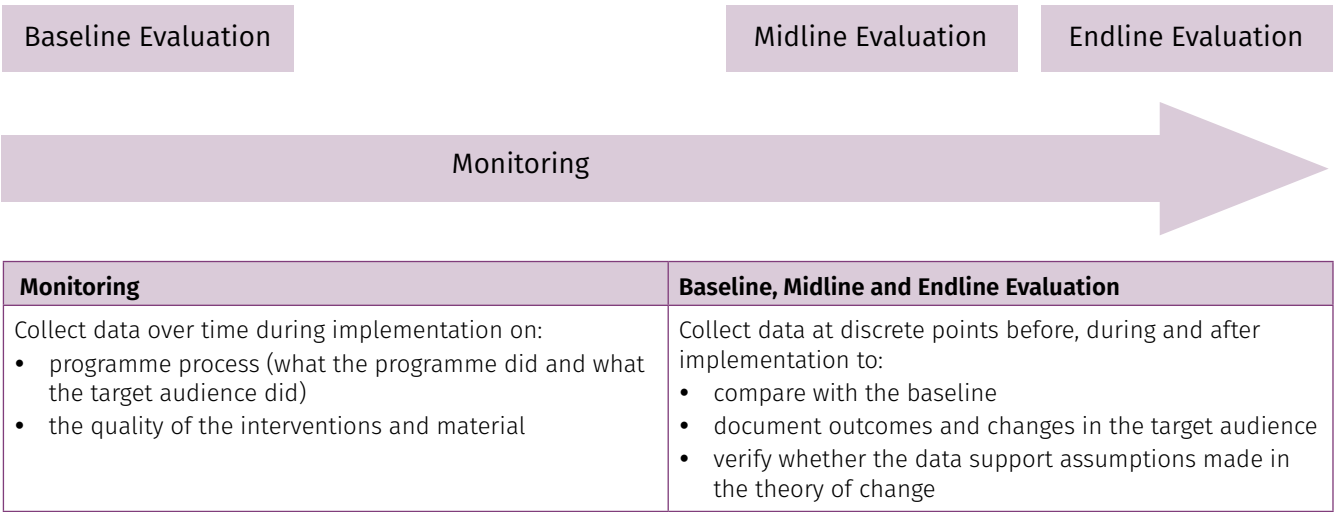 Baseline Evaluation
Midline Evaluation
Endline Evaluation
Monitoring
Monitoring
Baseline, Midline and Endline Evaluation
Collect data over time during implementation on:
• programme process (what the programme did and what
the target audience did)
• the quality of the interventions and material
Collect data at discrete points before, during and after
implementation to:
• compare with the baseline
• document outcomes and changes in the target audience
• verify whether the data support assumptions made in
the theory of change